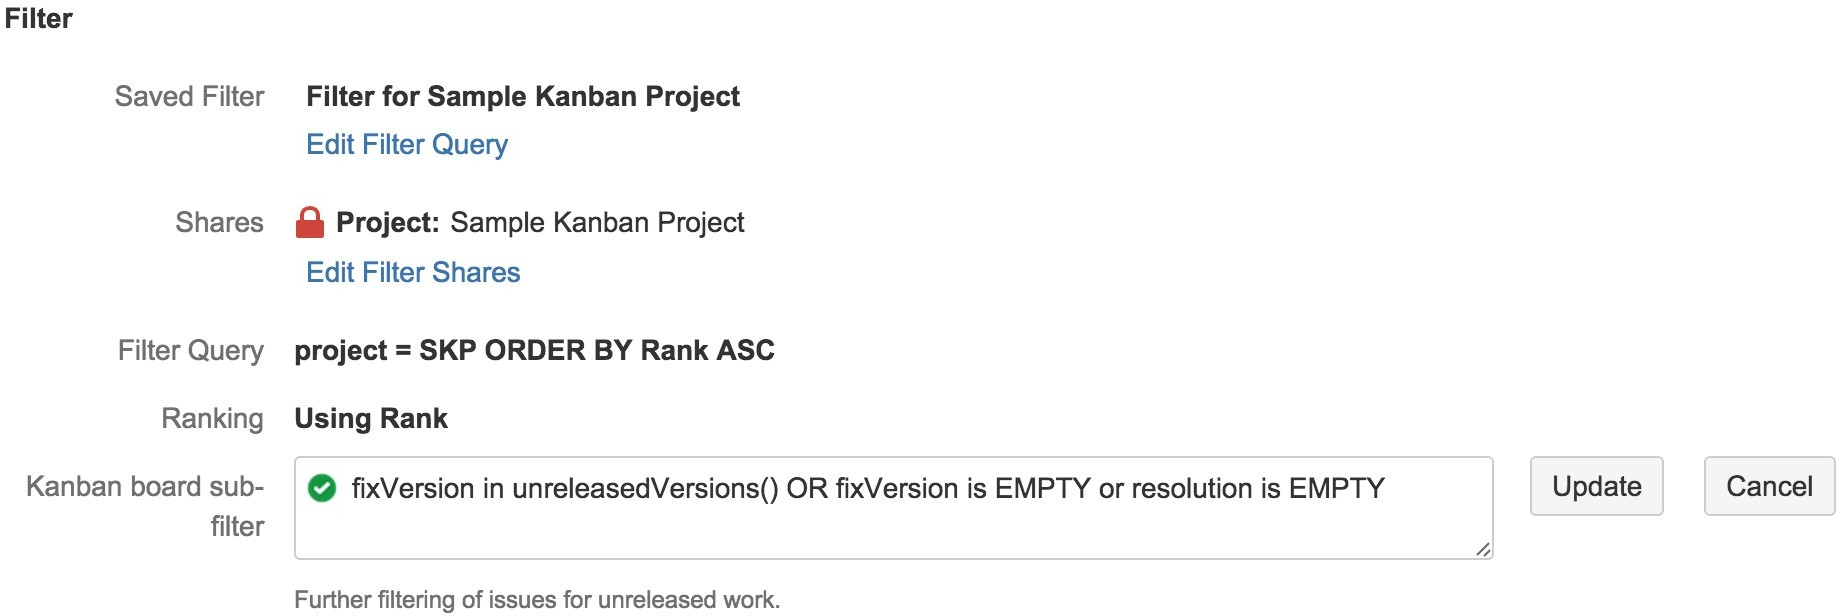 Filter
Saved Filter Filter for Sample Kanban Project
Edit Filter Query
Shares Project: Sample Kanban Project
Edit Filter Shares
Filter Query project = SKP ORDER BY Rank ASC
Ranking Using Rank
Kanban board sub- fixVersion in unreleasedVersions() OR fixVersion is EMPTY or resolution is EMPTY Update Cancel
filter
Further filtering of issues for unreleased work.